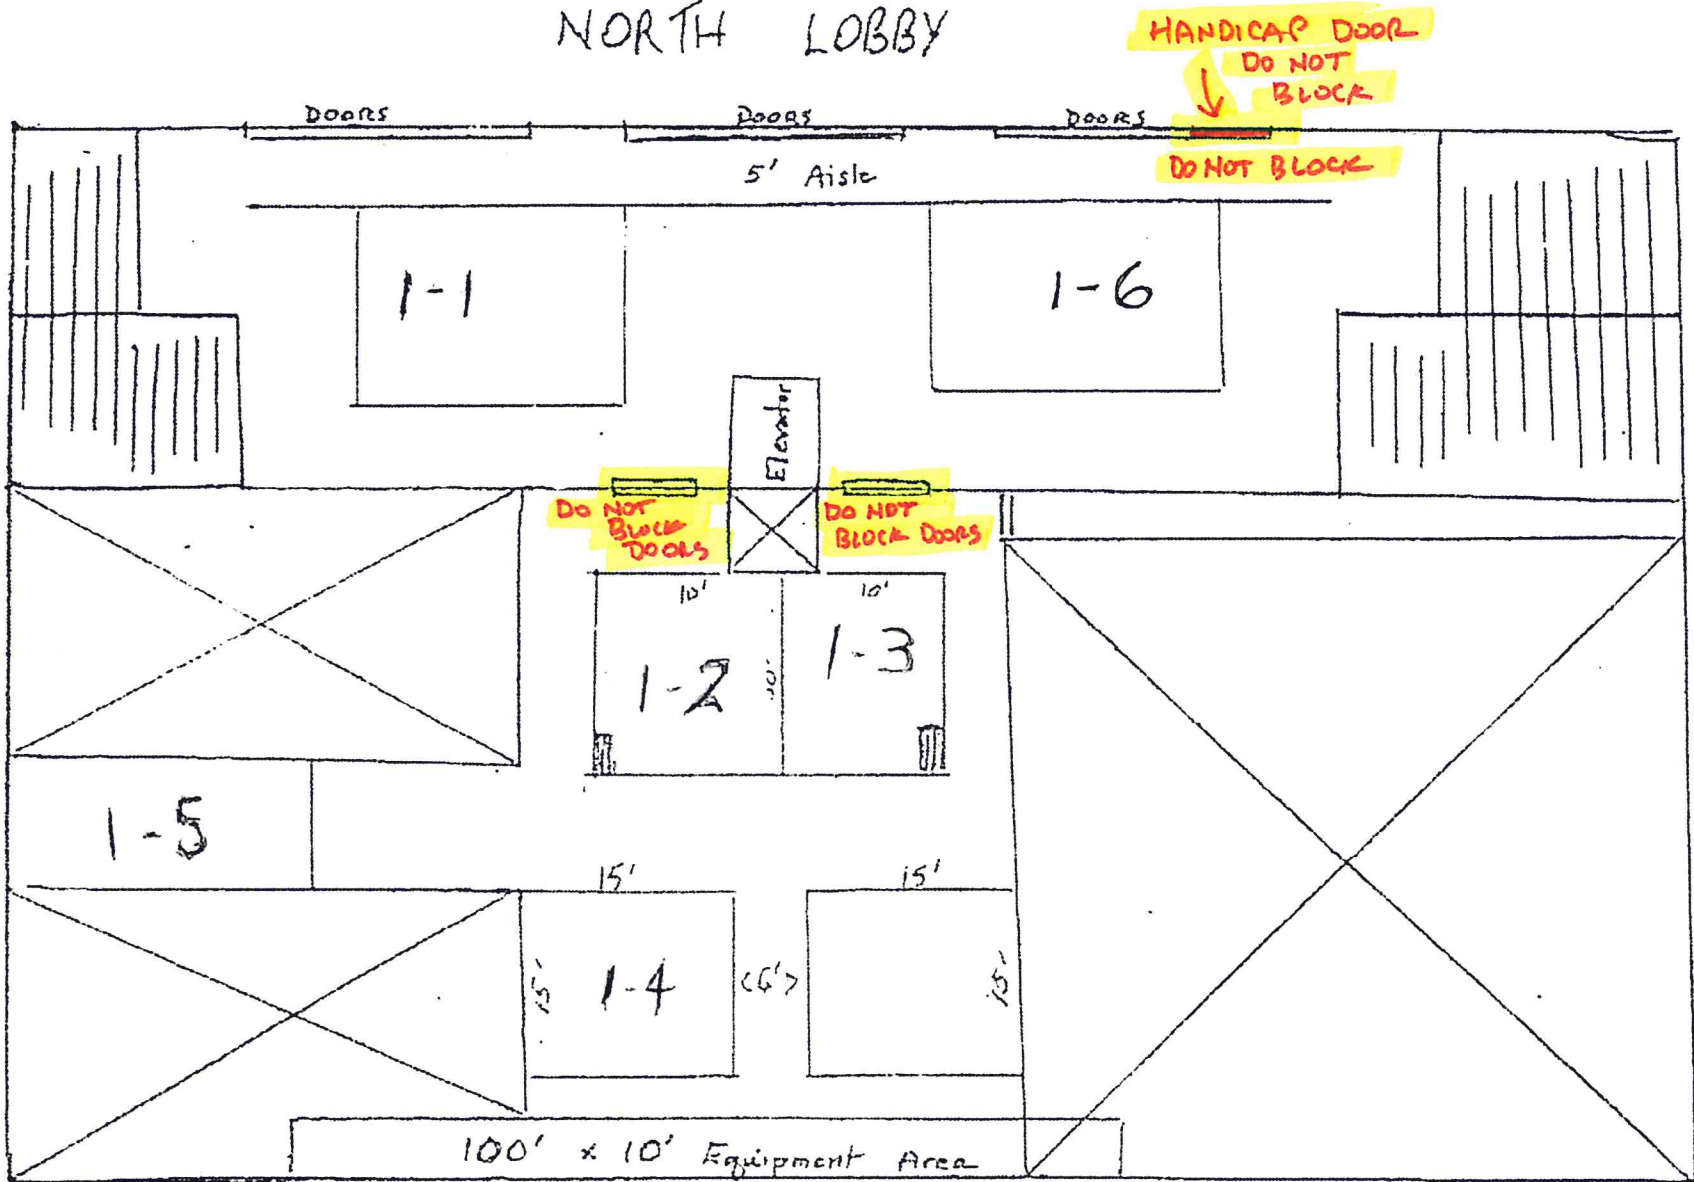 NORTH LOBBY
HANDICAP DOOR
DO NOT
BLOCK
DOORS
DOORS
DOORS
DO NOT BLOCK
5' Aisle
1-1
1-6
Elevator
DO NOT
BLOCK
DOORS
DO NOT
BLOCK DOORS
10'
10'
1-2
1-3
1-5
15'
15'
15'
1-4
<6'>
15'
100' x 10' Equipment Area